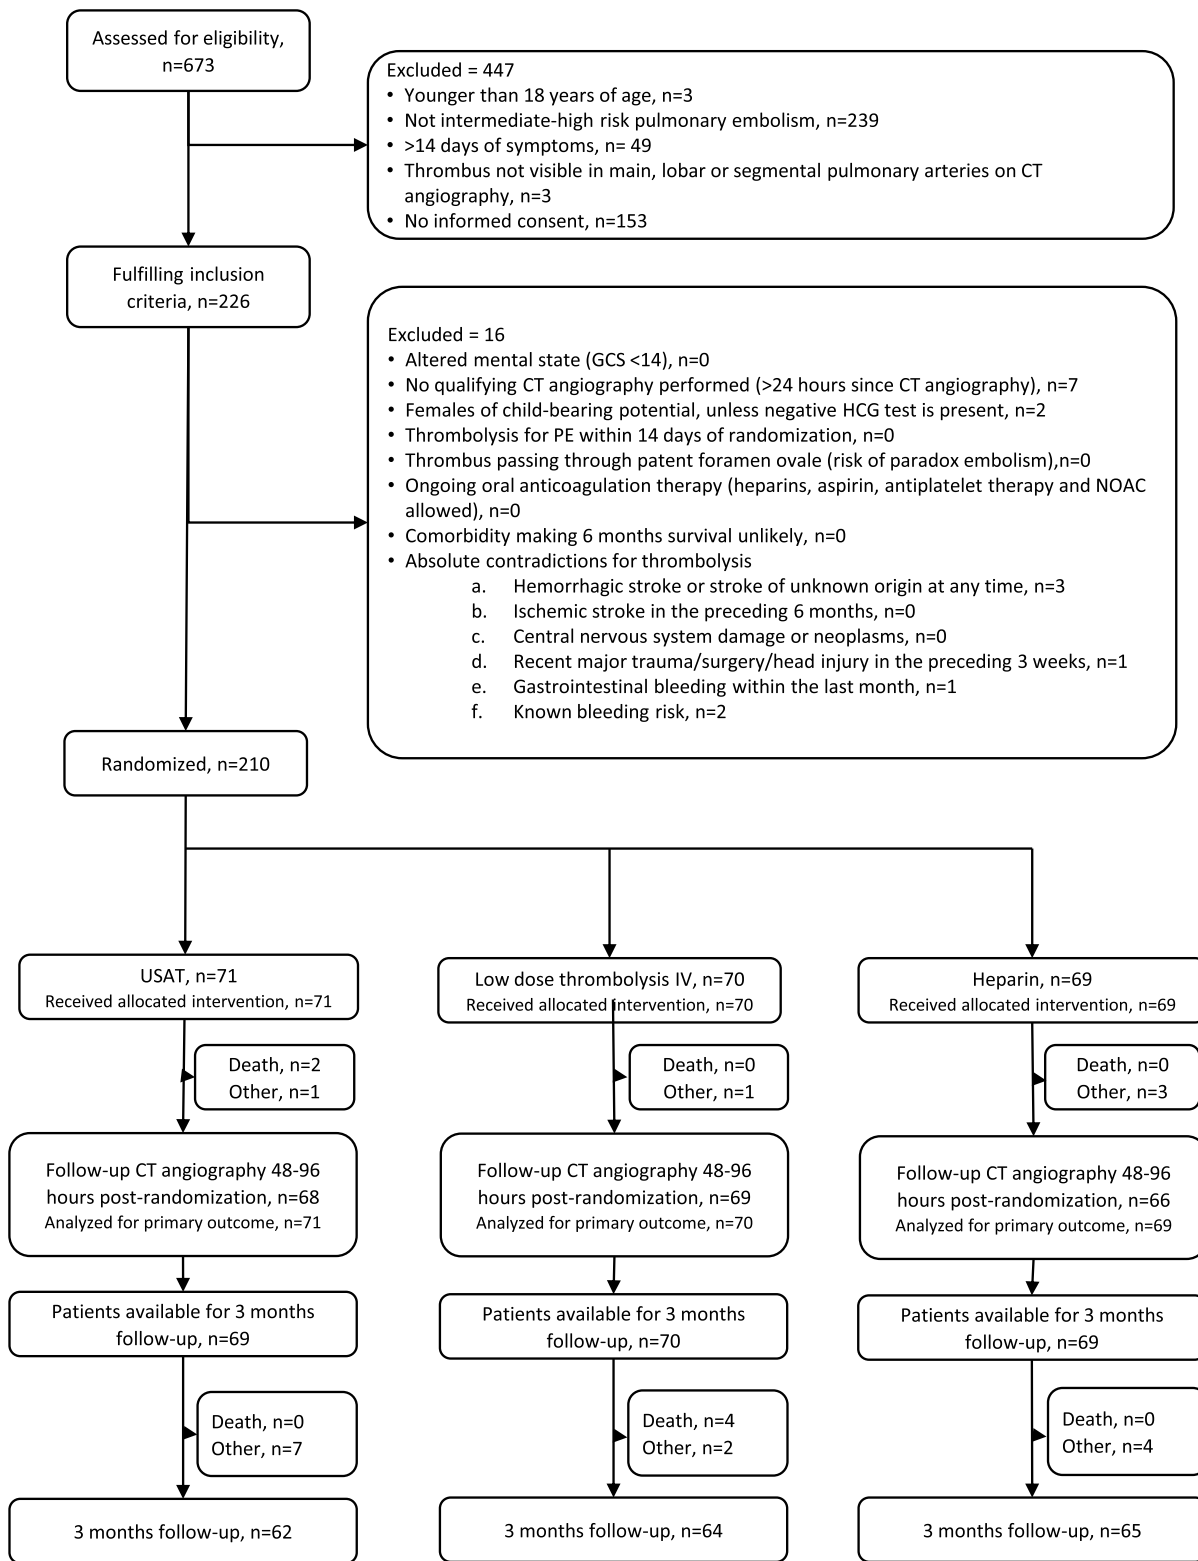 Assessed for eligibility,
n=673
Excluded = 447
• Younger than 18 years of age, n=3
• Not intermediate-high risk pulmonary embolism, n=239
• >14 days of symptoms, n= 49
• Thrombus not visible in main, lobar or segmental pulmonary arteries on CT
angiography, n=3
• No informed consent, n=153
Fulfilling inclusion
criteria, n=226
Excluded = 16
• Altered mental state (GCS <14), n=0
• No qualifying CT angiography performed (>24 hours since CT angiography), n=7
• Females of child-bearing potential, unless negative HCG test is present, n=2
• Thrombolysis for PE within 14 days of randomization, n=0
• Thrombus passing through patent foramen ovale (risk of paradox embolism),n=0
• Ongoing oral anticoagulation therapy (heparins, aspirin, antiplatelet therapy and NOAC
allowed), n=0
• Comorbidity making 6 months survival unlikely, n=0
• Absolute contradictions for thrombolysis
a. Hemorrhagic stroke or stroke of unknown origin at any time, n=3
b. Ischemic stroke in the preceding 6 months, n=0
c. Central nervous system damage or neoplasms, n=0
d. Recent major trauma/surgery/head injury in the preceding 3 weeks, n=1
e. Gastrointestinal bleeding within the last month, n=1
f. Known bleeding risk, n=2
Randomized, n=210
USAT, n=71
Received allocated intervention, n=71
Low dose thrombolysis IV, n=70
Received allocated intervention, n=70
Heparin, n=69
Received allocated intervention, n=69
Death, n=2
Other, n=1
Death, n=0
Other, n=1
Death, n=0
Other, n=3
Follow-up CT angiography 48-96
hours post-randomization, n=68
Analyzed for primary outcome, n=71
Follow-up CT angiography 48-96
hours post-randomization, n=69
Analyzed for primary outcome, n=70
Follow-up CT angiography 48-96
hours post-randomization, n=66
Analyzed for primary outcome, n=69
Patients available for 3 months
follow-up, n=69
Patients available for 3 months
follow-up, n=70
Patients available for 3 months
follow-up, n=69
Death, n=0
Other, n=7
Death, n=4
Other, n=2
Death, n=0
Other, n=4
3 months follow-up, n=62
3 months follow-up, n=64
3 months follow-up, n=65